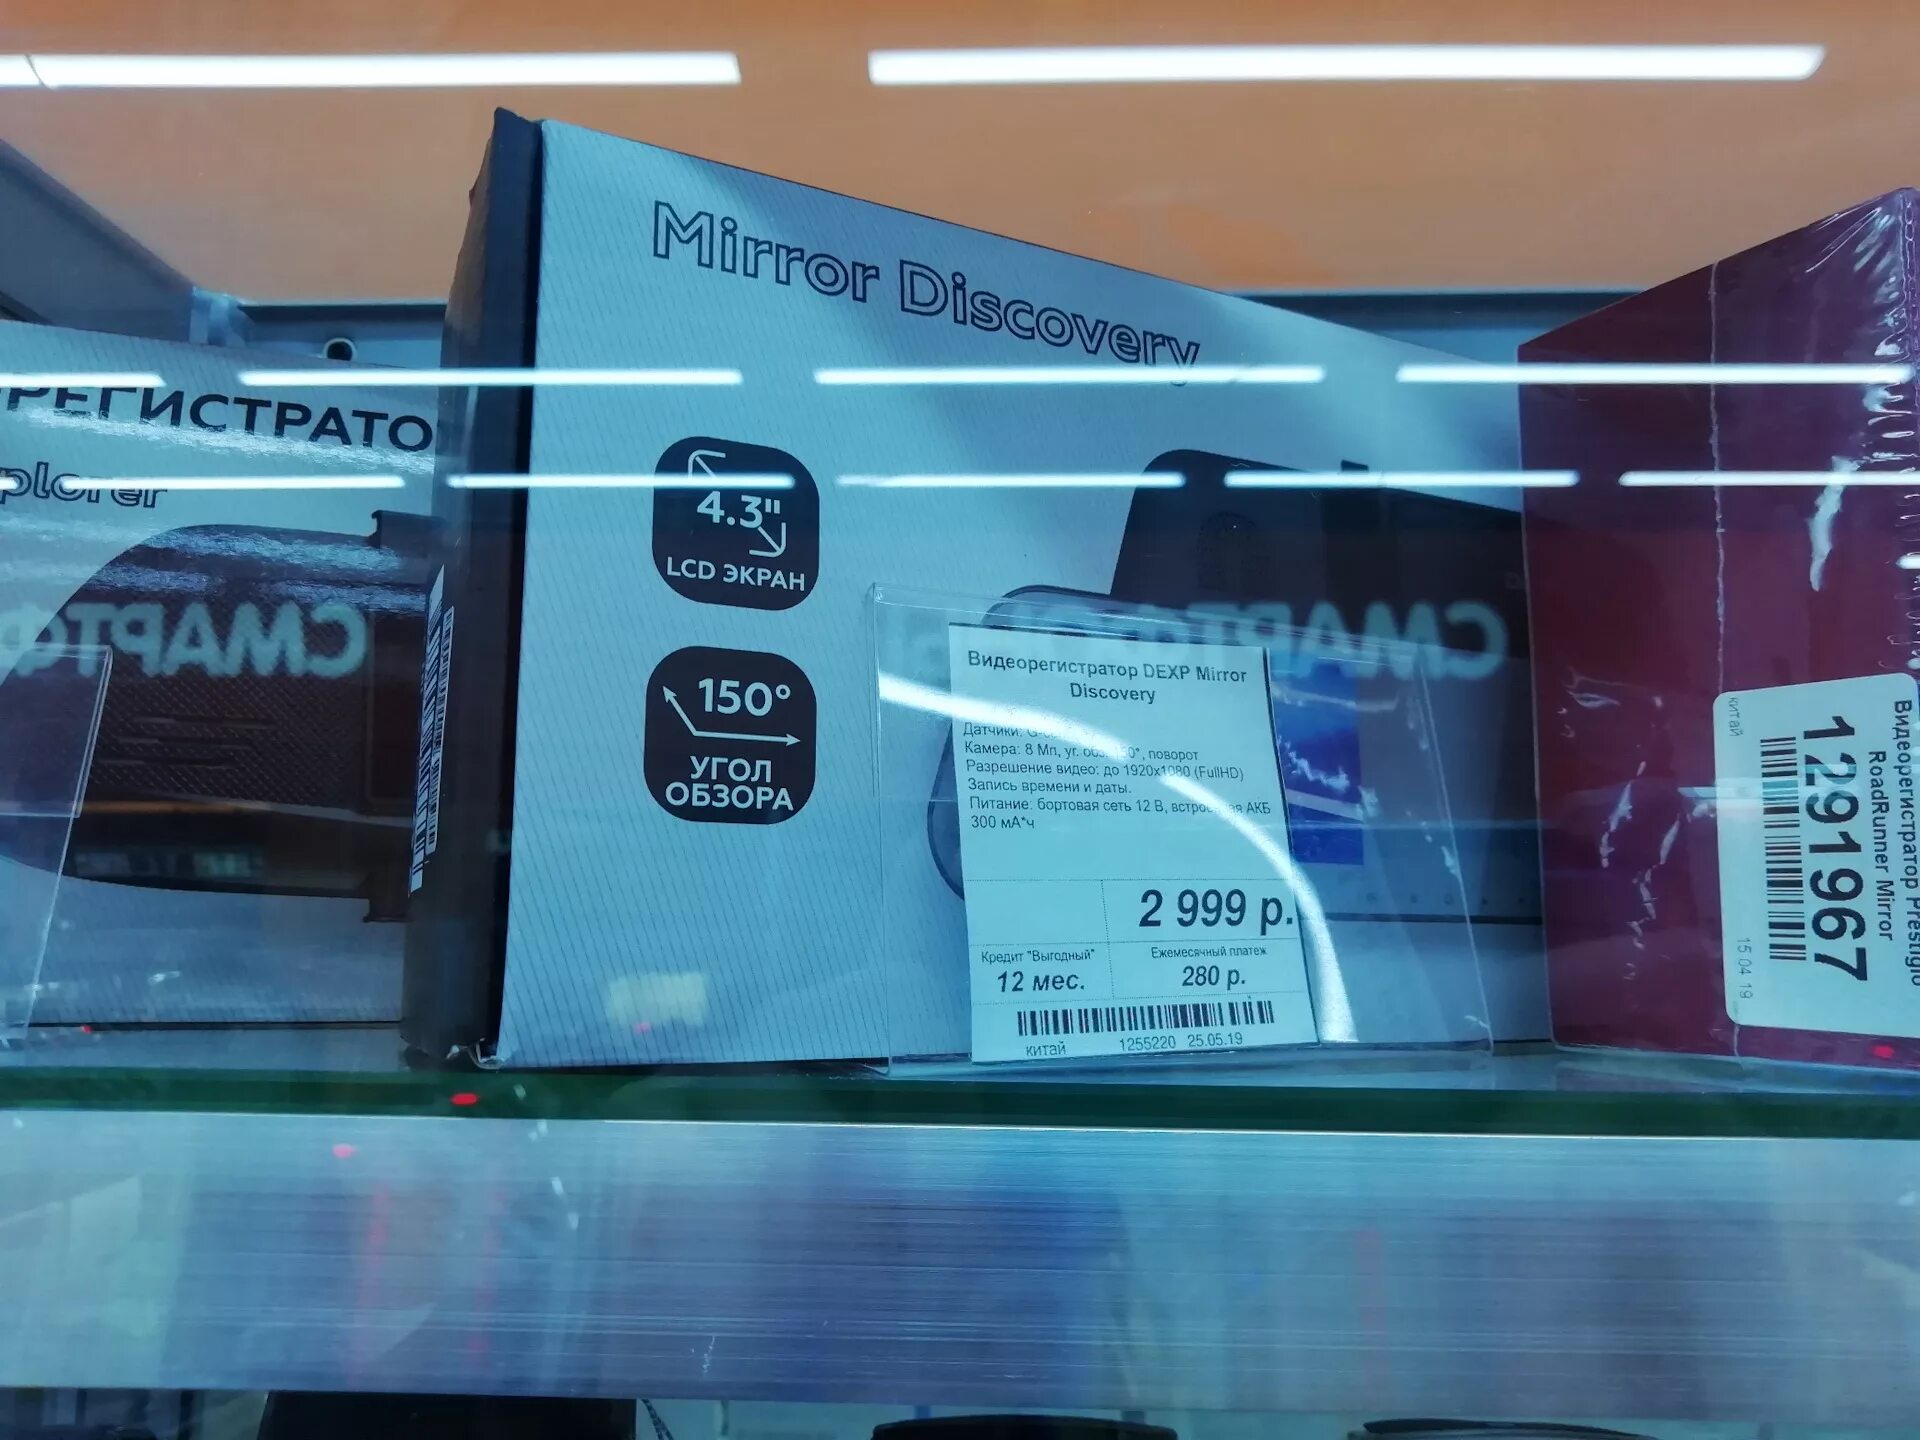 Mirror Discovery
РЕГИСТРАТО
plorer
4.3"
LCD ЭКРАН
150°
УГОЛ
ОБЗОРА
СМАРТФ
СМАРТ
Видеорегистратор DEXP Mirror
Discovery
Датчики:
Камера: 8 Мп, уг. обз. 150°, поворот
Разрешение видео: до 1920x1080 (FullHD)
Запись времени и даты.
Питание: бортовая сеть 12 В, встроенная АКБ
300 мА*ч
2 999 р.
Кредит "Выгодный" Ежемесячный платеж
12 мес. 280 р.
китай 1255220 25.05.19
Видеорегистратор Prestigio
RoadRunner Mirror
1291967
китай 15.04.19